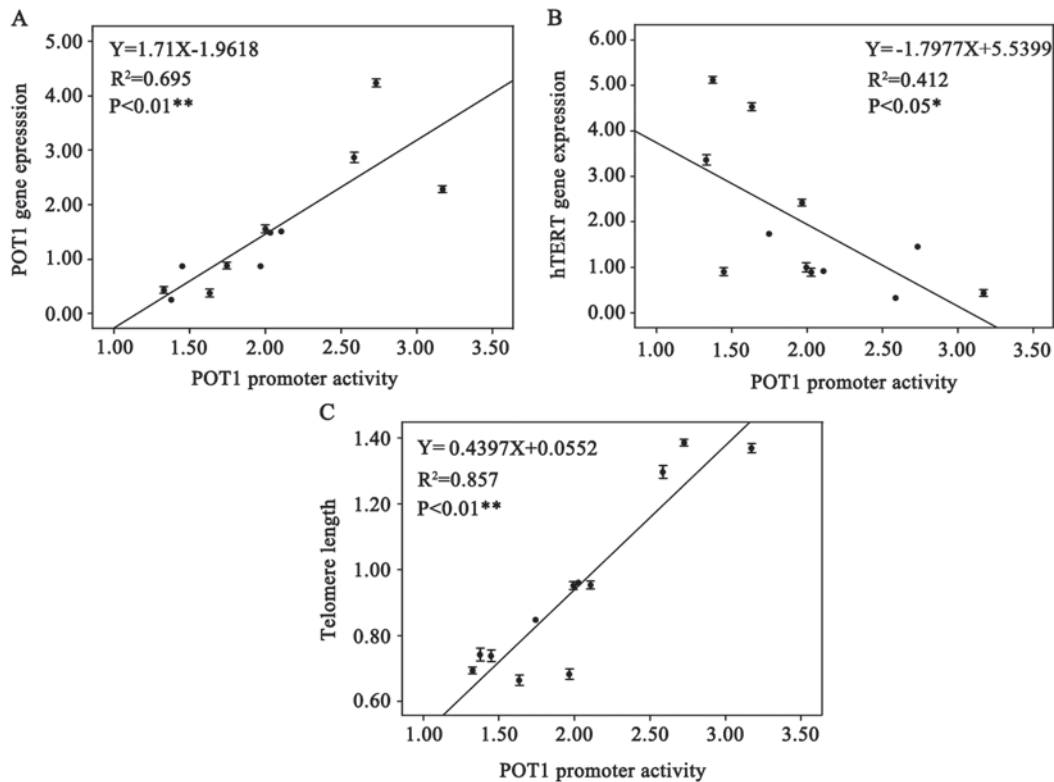 A
Y=1.71X-1.9618
R²=0.695
P<0.01**
5.00
4.00
3.00
2.00
1.00
0.00
POT1 gene epresssion
1.00 1.50 2.00 2.50 3.00 3.50
POT1 promoter activity
B
Y= -1.7977X+5.5399
R²=0.412
P<0.05*
6.00
5.00
4.00
3.00
2.00
1.00
0.00
hTERT gene expression
1.00 1.50 2.00 2.50 3.00 3.50
POT1 promoter activity
C
Y= 0.4397X+0.0552
R²=0.857
P<0.01**
1.40
1.20
1.00
0.80
0.60
Telomere length
1.00 1.50 2.00 2.50 3.00 3.50
POT1 promoter activity